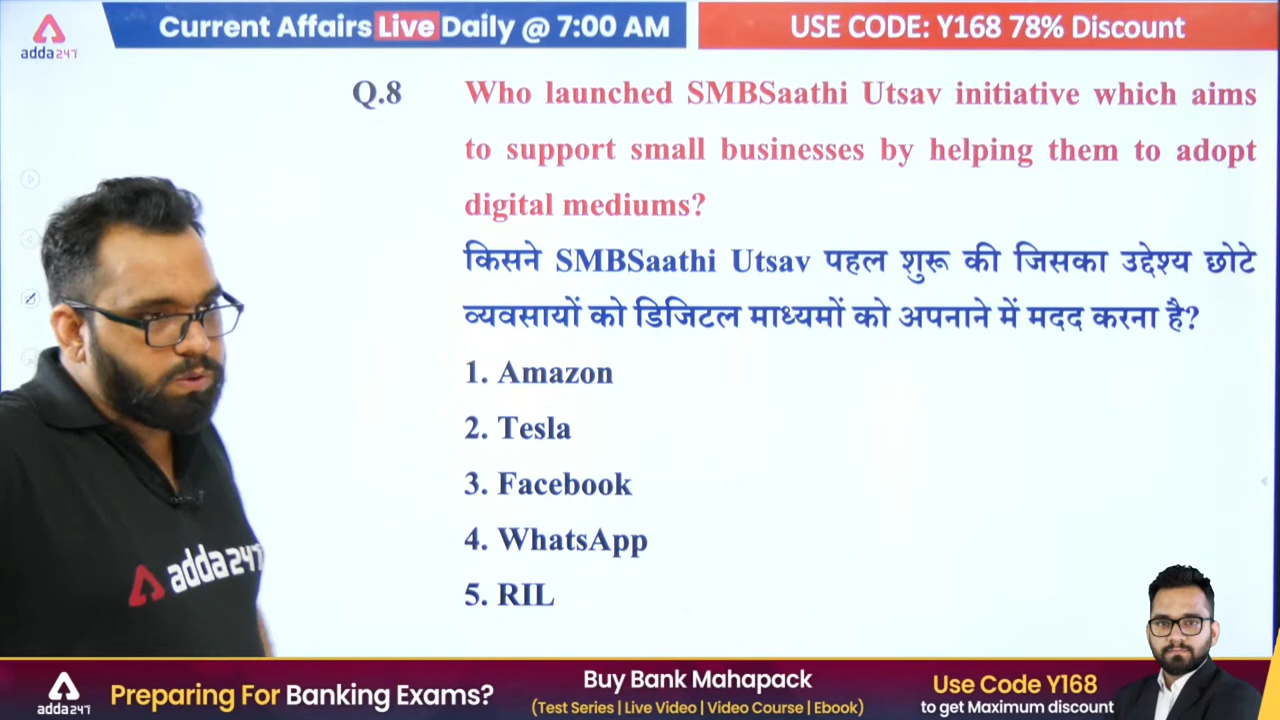 Current Affairs Live Daily @ 7:00 AM
USE CODE: Y168 78% Discount
adda247
Q.8 Who launched SMBSaathi Utsav initiative which aims
to support small businesses by helping them to adopt
digital mediums?
किसने SMBSaathi Utsav पहल शुरू की जिसका उद्देश्य छोटे
व्यवसायों को डिजिटल माध्यमों को अपनाने में मदद करना है?
1. Amazon
2. Tesla
3. Facebook
4. WhatsApp
5. RIL
adda247
adda247
Preparing For Banking Exams?
Buy Bank Mahapack
(Test Series | Live Video | Video Course | Ebook)
Use Code Y168
to get Maximum discount